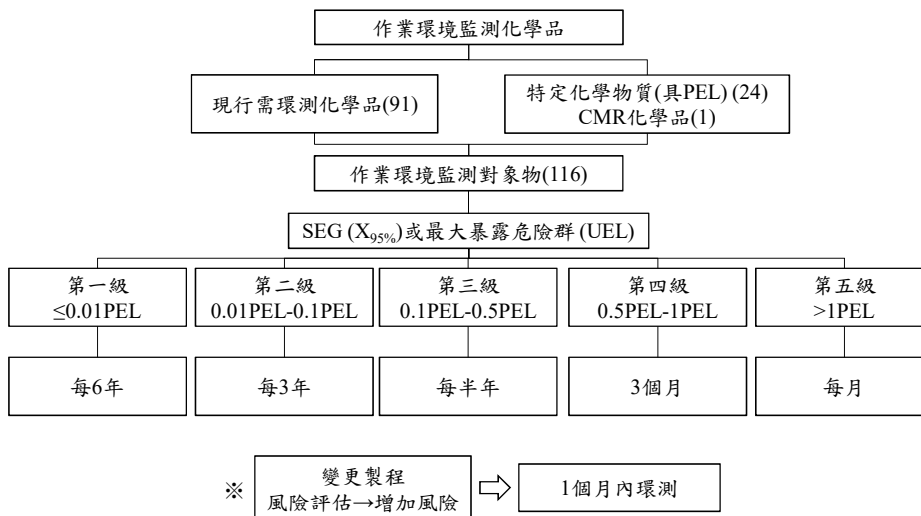 作業環境監測化學品
現行需環測化學品(91)
特定化學物質(具PEL) (24)
CMR化學品(1)
作業環境監測對象物(116)
SEG (X95%)或最大暴露危險群 (UEL)
第一級
≤0.01PEL
第二級
0.01PEL-0.1PEL
第三級
0.1PEL-0.5PEL
第四級
0.5PEL-1PEL
第五級
>1PEL
每6年
每3年
每半年
3個月
每月
※
變更製程
風險評估→增加風險
1個月內環測